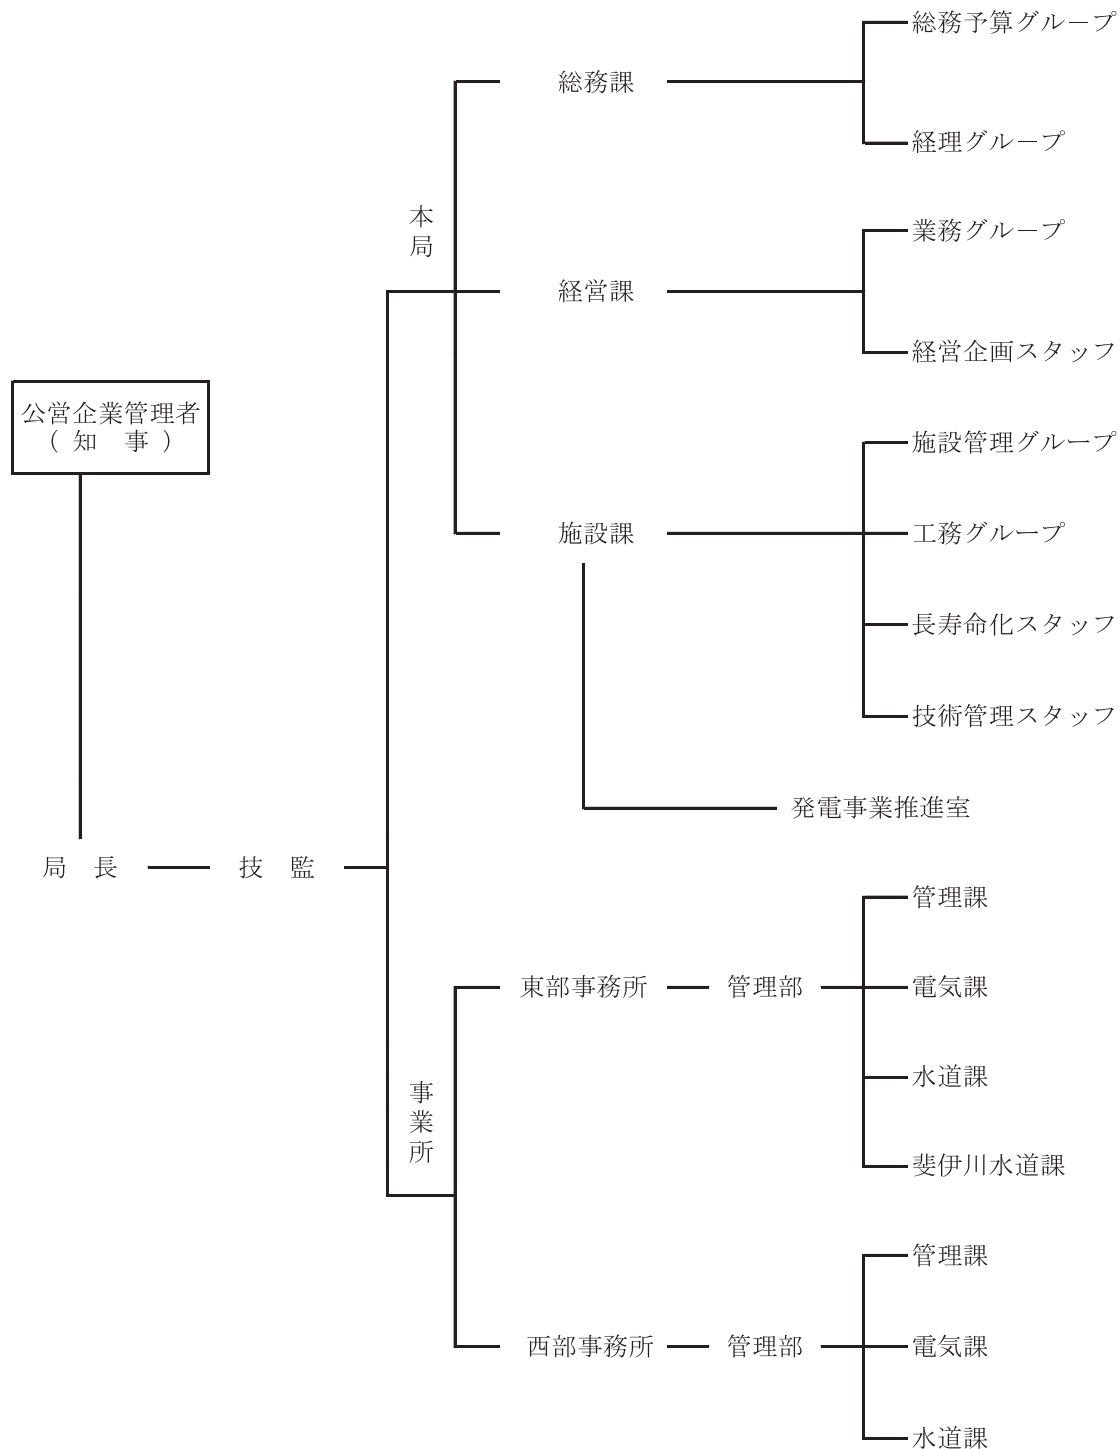 総務予算グループ
総務課
経理グループ
本局
業務グループ
経営課
経営企画スタッフ
公営企業管理者
(知 事)
施設管理グループ
施設課
工務グループ
長寿命化スタッフ
技術管理スタッフ
発電事業推進室
局 長
技 監
管理課
東部事務所
管理部
電気課
事業所
水道課
斐伊川水道課
管理課
西部事務所
管理部
電気課
水道課